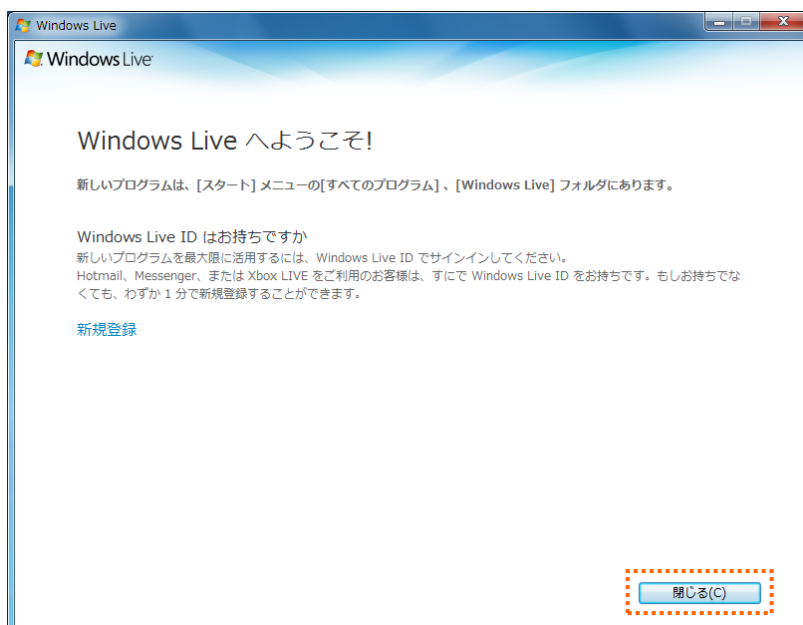 Windows Live
Windows Live
Windows Live へようこそ!
新しいプログラムは、[スタート] メニューの[すべてのプログラム] 、[Windows Live] フォルダにあります。
Windows Live ID はお持ちですか
新しいプログラムを最大限に活用するには、Windows Live ID でサインインしてください。
Hotmail、Messenger、または Xbox LIVE をご利用のお客様は、すでに Windows Live ID をお持ちです。もしお持ちでな
くても、わずか 1 分で新規登録することができます。
新規登録
閉じる(C)